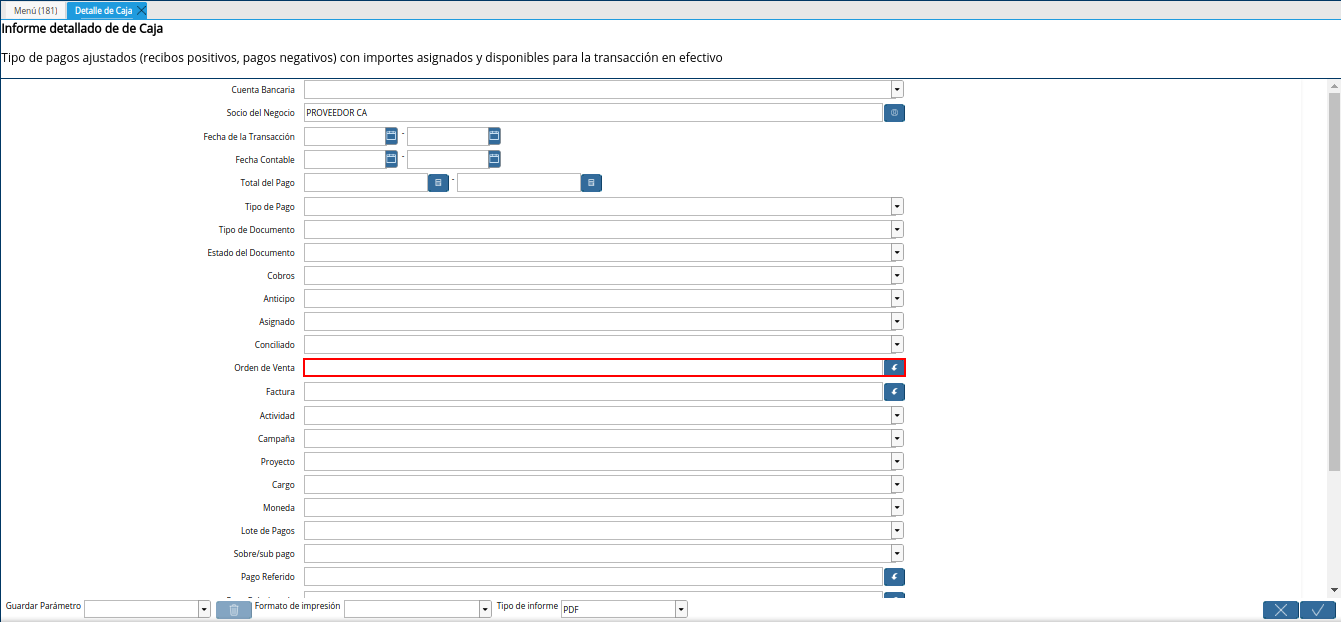 Menú (181) Detalle de Caja
Informe detallado de de Caja
Tipo de pagos ajustados (recibos positivos, pagos negativos) con importes asignados y disponibles para la transacción en efectivo
Cuenta Bancaria
Socio del Negocio PROVEEDOR CA
Fecha de la Transacción -
Fecha Contable -
Total del Pago -
Tipo de Pago
Tipo de Documento
Estado del Documento
Cobros
Anticipo
Asignado
Conciliado
Orden de Venta
Factura
Actividad
Campaña
Proyecto
Cargo
Moneda
Lote de Pagos
Sobre/sub pago
Pago Referido
Guardar Parámetro Formato de impresión Tipo de informe PDF